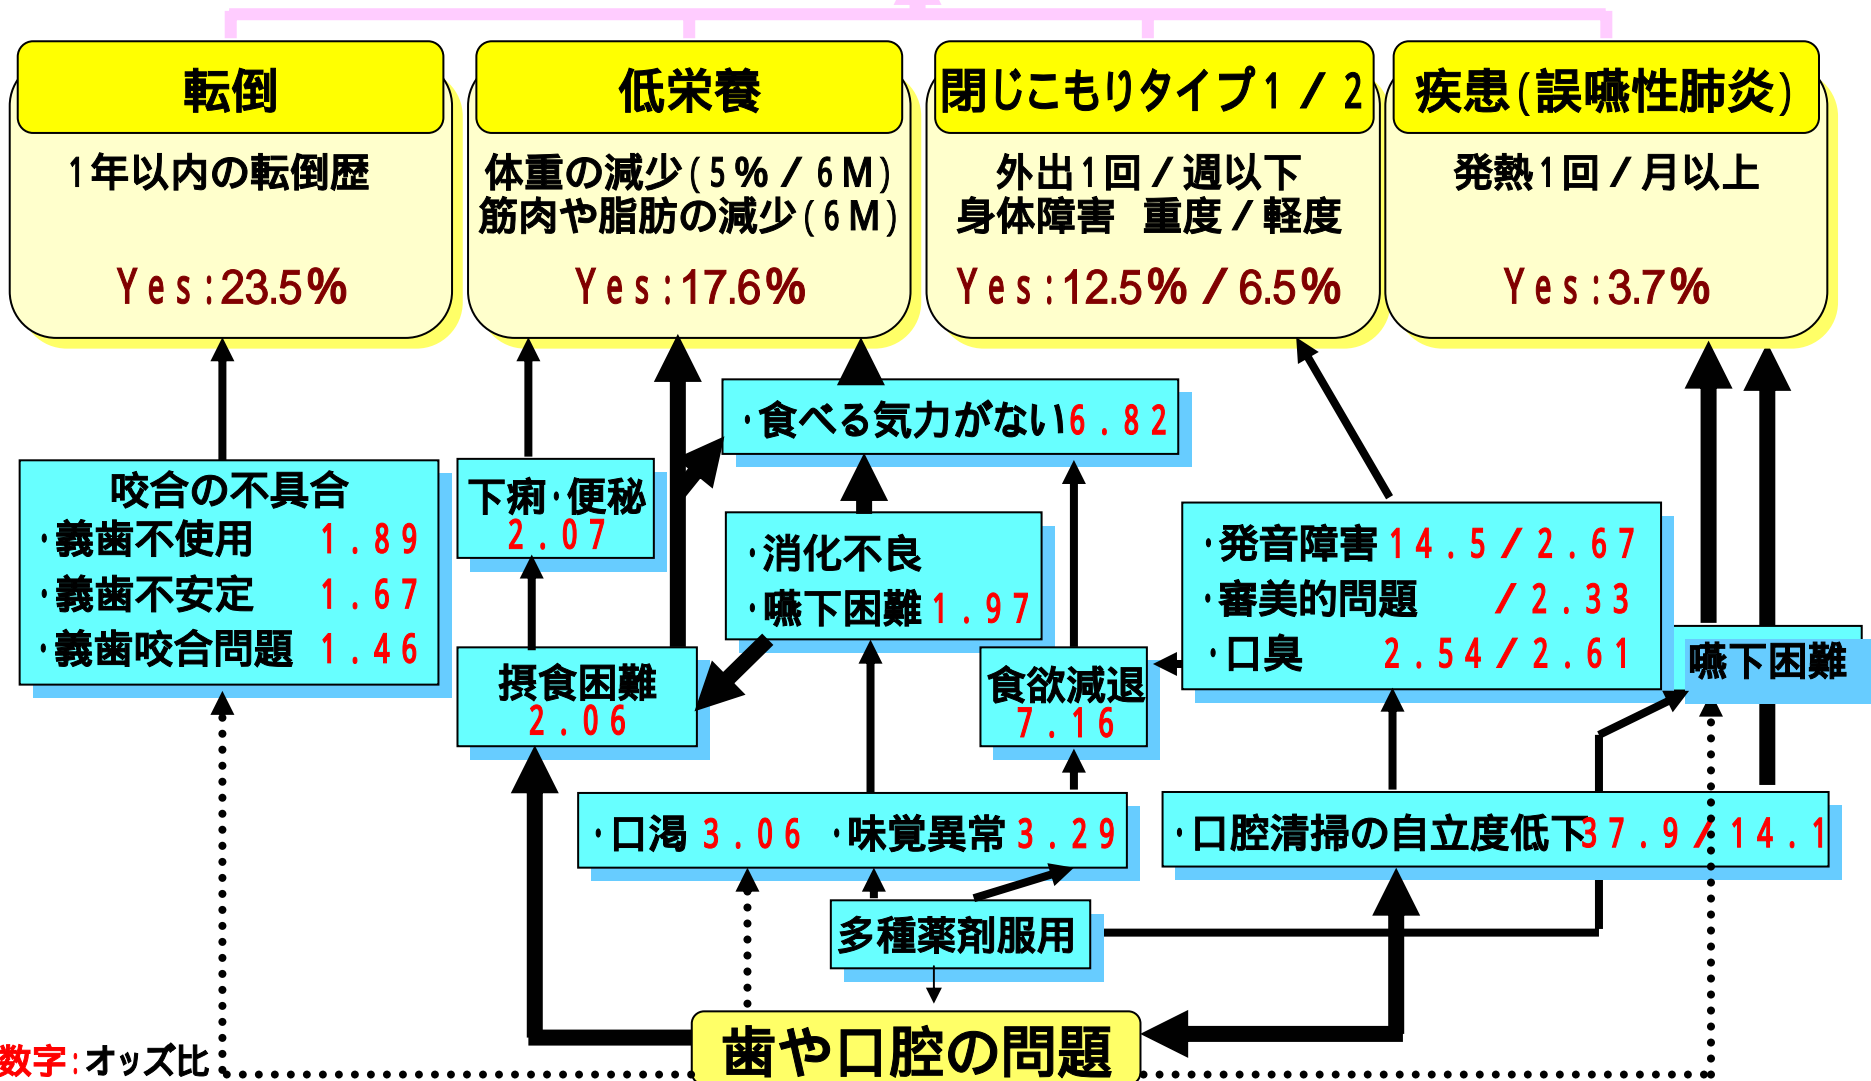 転倒
1年以内の転倒歴
Yes:23.5%
低栄養
体重の減少(5%/6M)
筋肉や脂肪の減少(6M)
Yes:17.6%
閉じこもりタイプ1/2
外出1回/週以下
身体障害 重度/軽度
Yes:12.5%/6.5%
疾患(誤嚥性肺炎)
発熱1回/月以上
Yes:3.7%
・食べる気力がない6.82
咬合の不具合
・義歯不使用 1.89
・義歯不安定 1.67
・義歯咬合問題 1.46
下痢・便秘
2.07
・消化不良
・嚥下困難1.97
・発音障害14.5/2.67
・審美的問題 /2.33
・口臭 2.54/2.61
嚥下困難
摂食困難
2.06
食欲減退
7.16
・口渇3.06 ・味覚異常3.29
・口腔清掃の自立度低下37.9/14.1
多種薬剤服用
歯や口腔の問題
数字:オッズ比